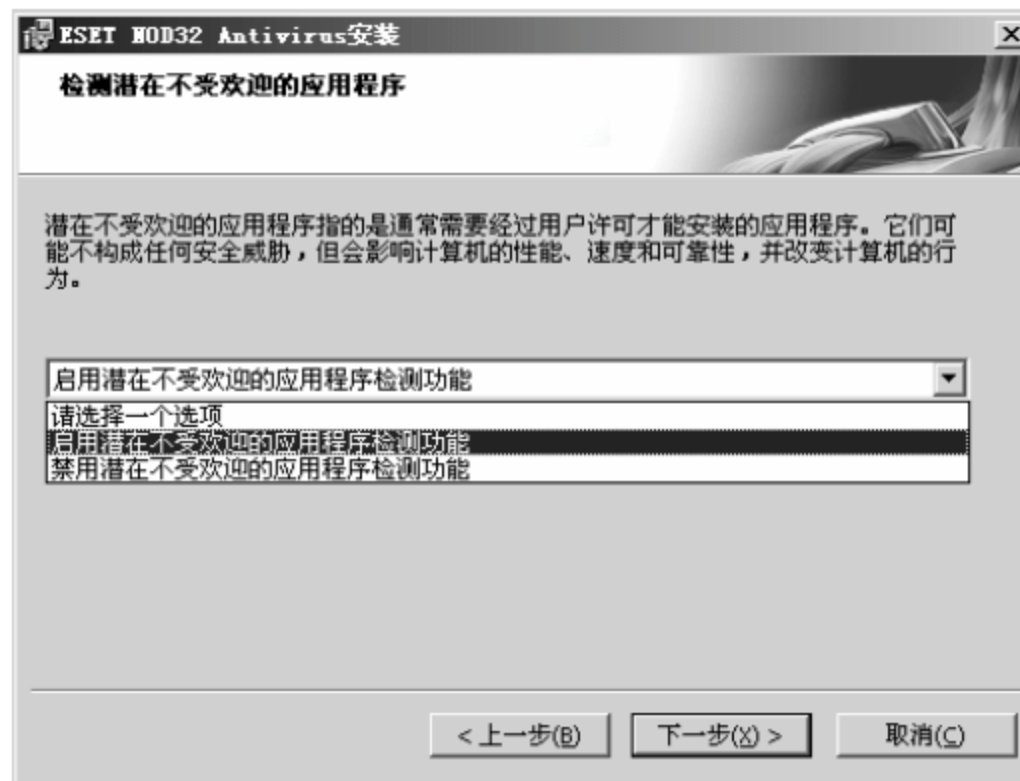 ESET NOD32 Antivirus安装
检测潜在不受欢迎的应用程序
潜在不受欢迎的应用程序指的是通常需要经过用户许可才能安装的应用程序。它们可
能不构成任何安全威胁，但会影响计算机的性能、速度和可靠性，并改变计算机的行
为。
启用潜在不受欢迎的应用程序检测功能
请选择一个选项
启用潜在不受欢迎的应用程序检测功能
禁用潜在不受欢迎的应用程序检测功能
< 上一步(B) 下一步(X) > 取消(C)